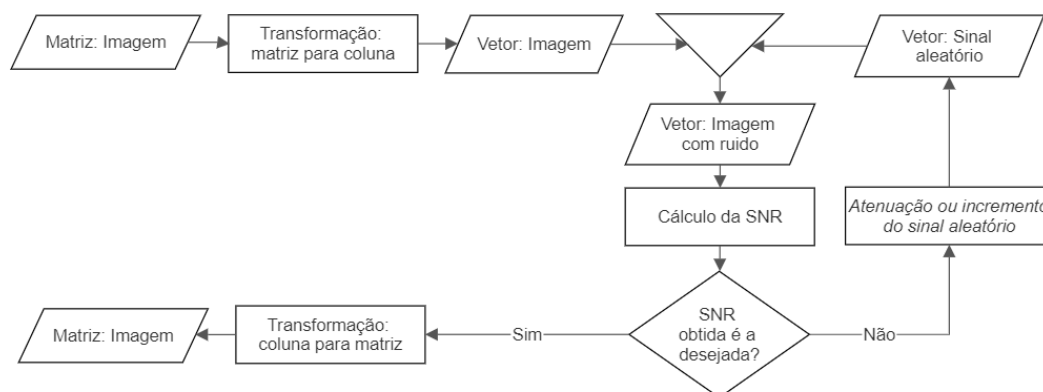 Matriz: Imagem
Transformação:
matriz para coluna
Vetor: Imagem
Vetor: Sinal
aleatório
Vetor: Imagem
com ruido
Cálculo da SNR
Atenuação ou incremento
do sinal aleatório
SNR
obtida é a
desejada?
Sim
Não
Transformação:
coluna para matriz
Matriz: Imagem